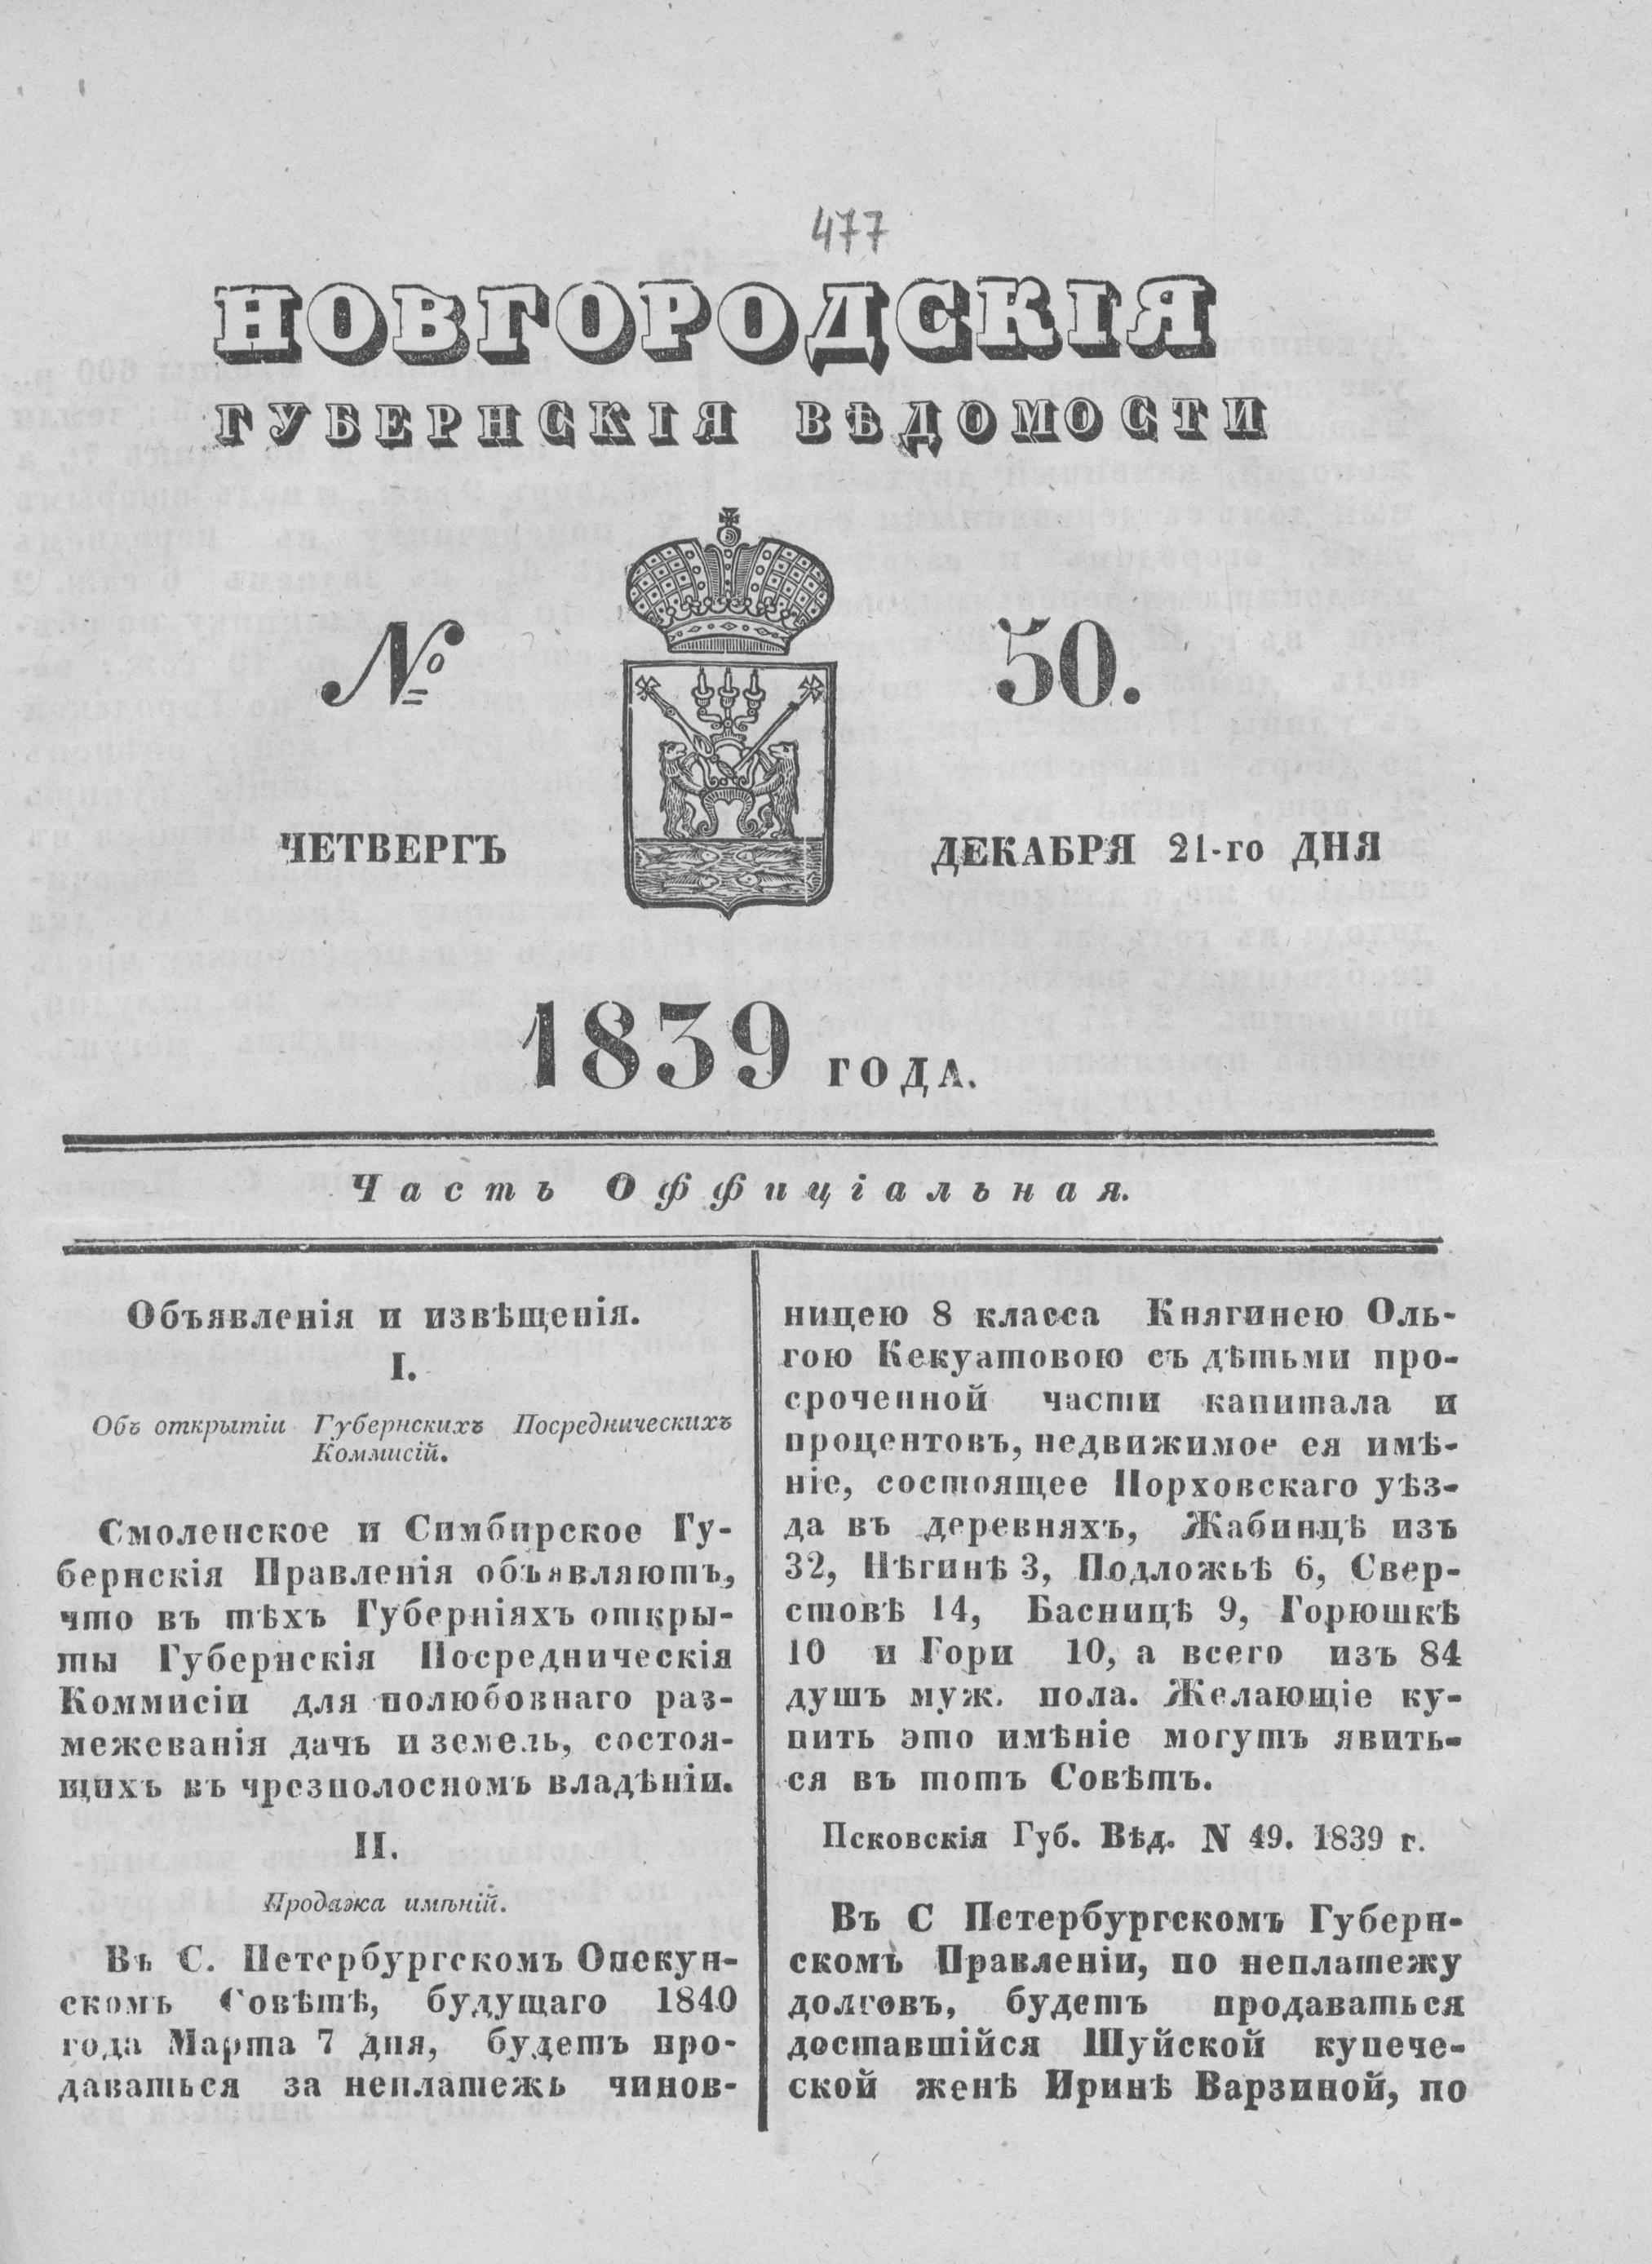 477
НОВГОРОДСКІЯ
ГУБЕРНСКІЯ ВѢДОМОСТИ
№ 50.
ЧЕТВЕРГЪ ДЕКАБРЯ 21-го ДНЯ
1839 ГОДА.
Часть Оффиціальная.
Объявленія и извѣщенія.
I.
Объ открытіи Губернскихъ Посредническихъ
Коммисій.
Смоленское и Симбирское Гу-
бернскія Правленія объявляютъ,
что въ тѣхъ Губерніяхъ откры-
ты Губернскія Посредническія
Коммисіи для полюбовнаго раз-
межеванія дачь и земель, состоя-
щихъ въ чрезполосномъ владѣніи.
II.
Продажа имѣній.
Въ С. Петербургскомъ Опекун-
скомъ Совѣтѣ, будущаго 1840
года Марта 7 дня, будетъ про-
даваться за неплатежь чинов-
ницею 8 класса Княгинею Оль-
гою Кекуатовою съ дѣтьми про-
сроченной части капитала и
процентовъ, недвижимое ея имѣ-
ніе, состоящее Порховскаго уѣз-
да въ деревняхъ, Жабинцѣ изъ
32, Нѣгинѣ 3, Подложьѣ 6, Свер-
стовѣ 14, Басницѣ 9, Горюшкѣ
10 и Гори 10, а всего изъ 84
душъ муж. пола. Желающіе ку-
пить это имѣніе могутъ явить-
ся въ тотъ Совѣтъ.
Псковскія Губ. Вѣд. N 49. 1839 г.
Въ С Петербургскомъ Губерн-
скомъ Правленіи, по неплатежу
долговъ, будетъ продаваться
доставшійся Шуйской купече-
ской женѣ Иринѣ Варзиной, по